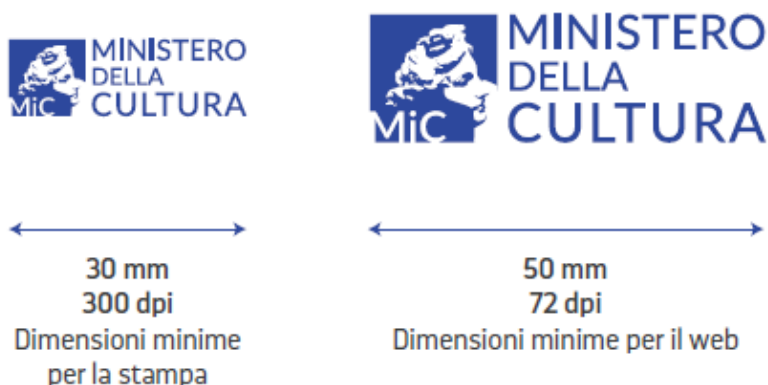 MiC
MINISTERO
DELLA
CULTURA
30 mm
300 dpi
Dimensioni minime
per la stampa
MiC
MINISTERO
DELLA
CULTURA
50 mm
72 dpi
Dimensioni minime per il web